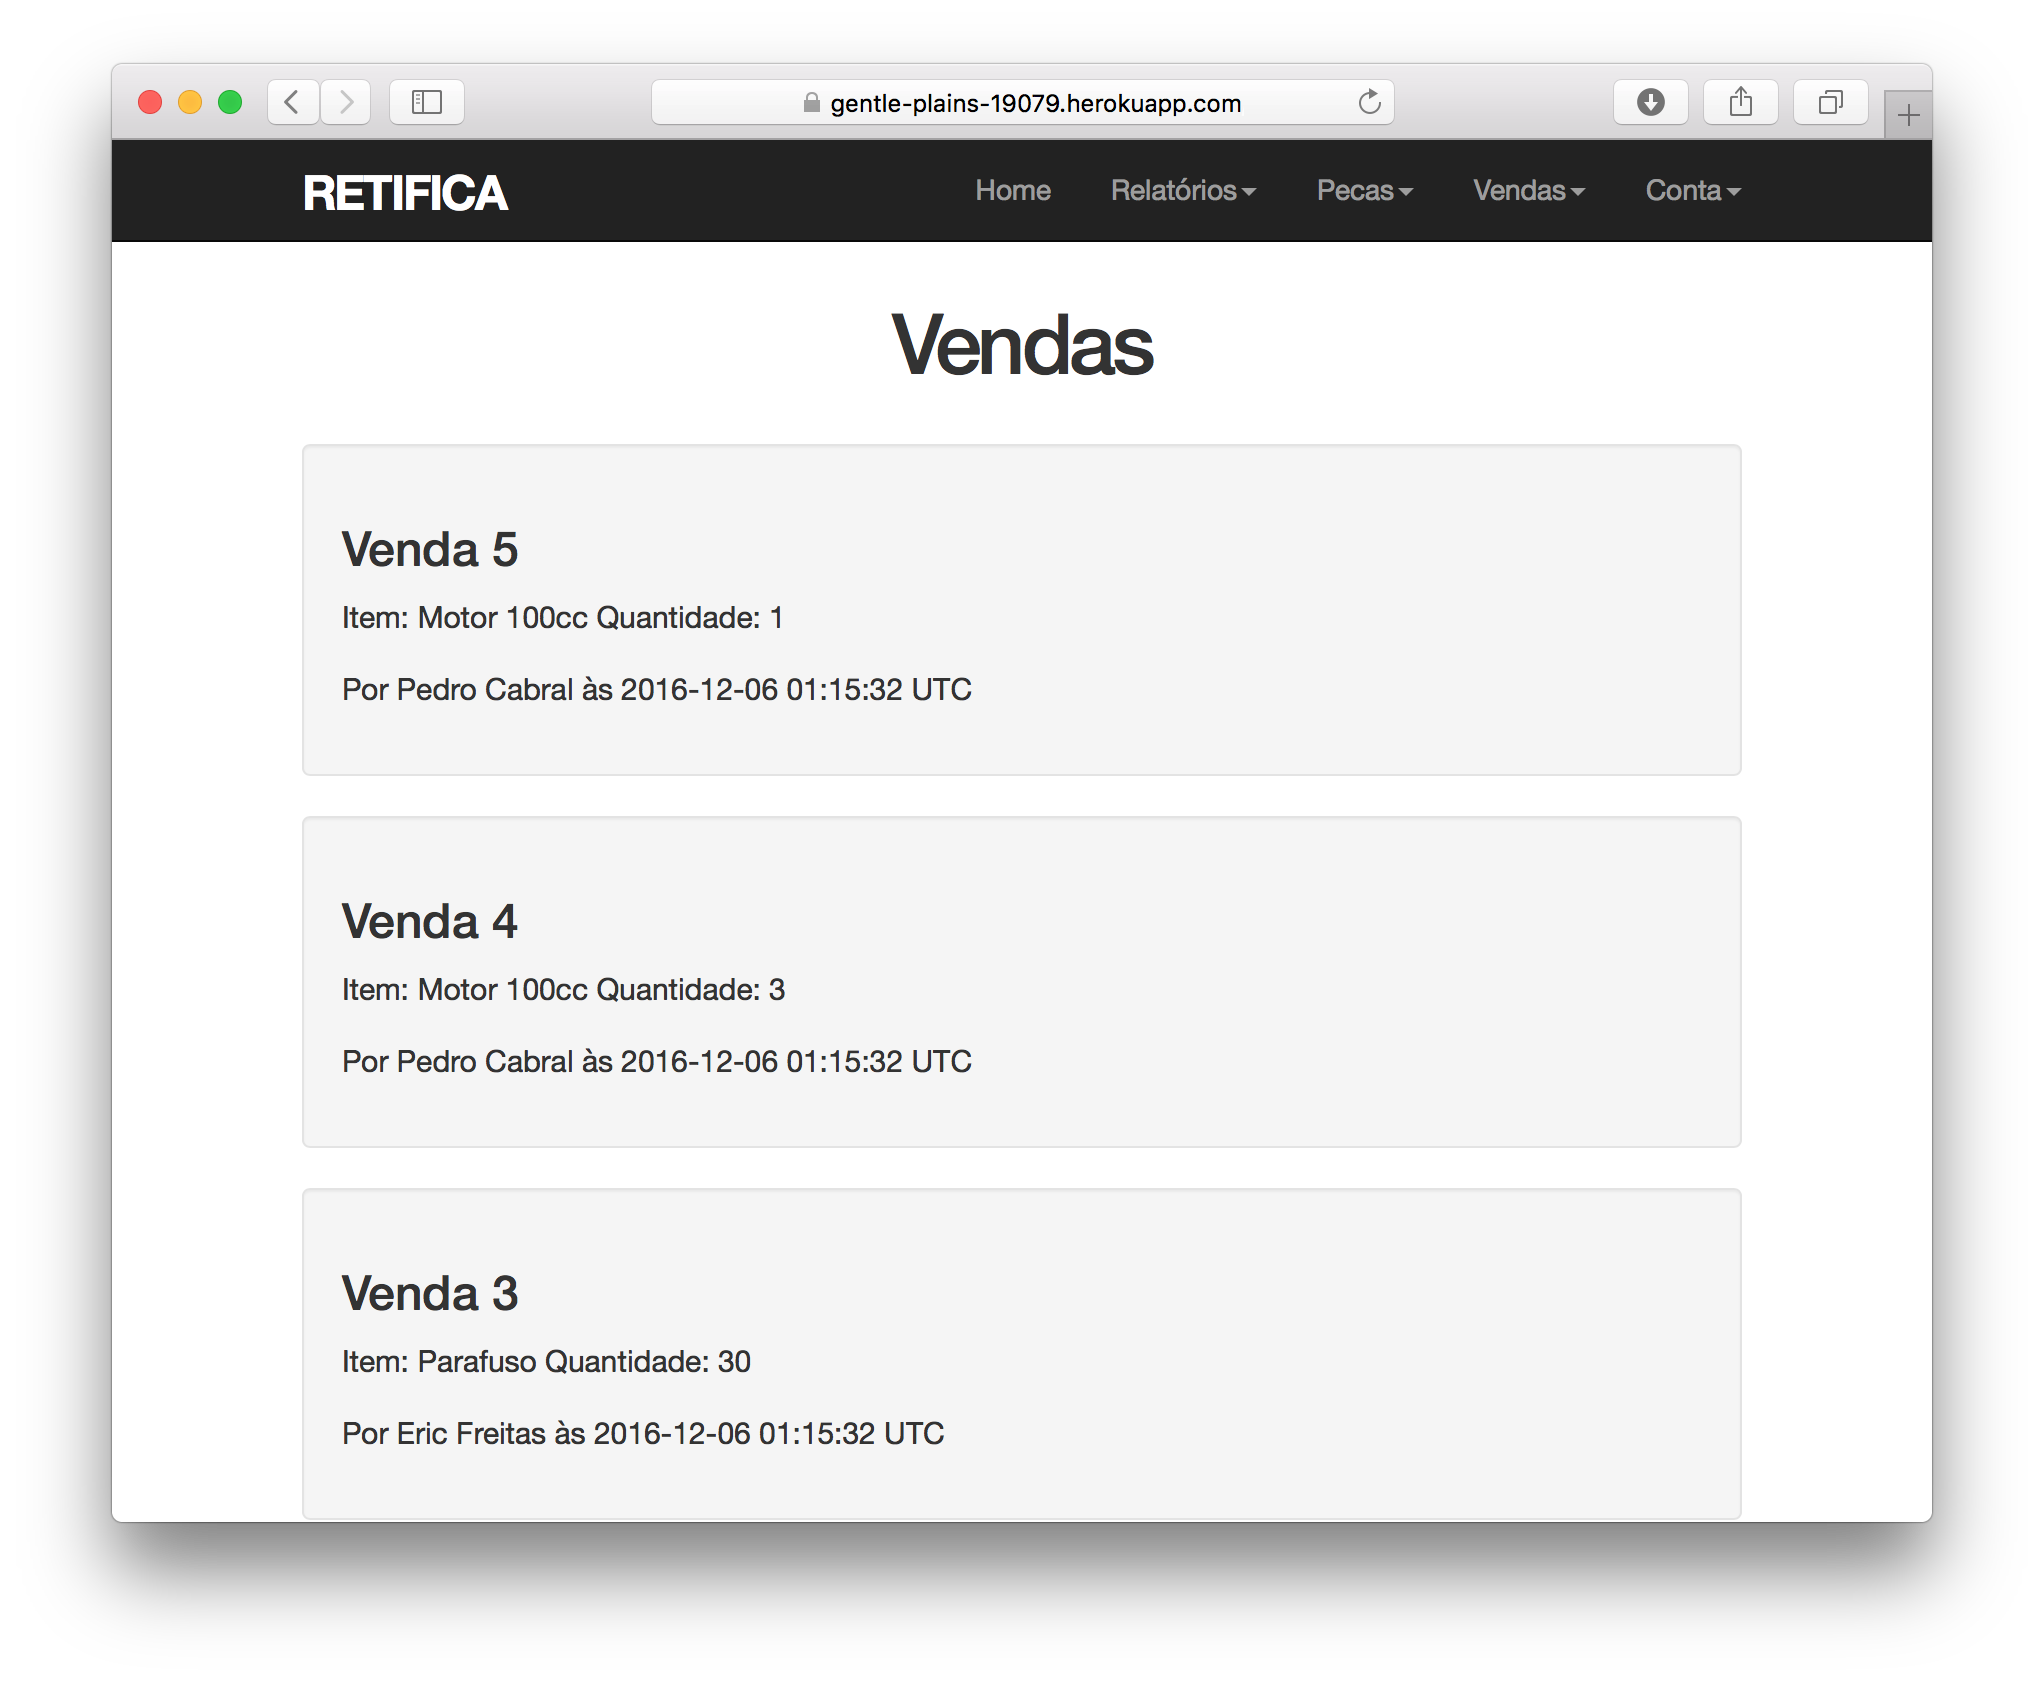 gentle-plains-19079.herokuapp.com
RETIFICA Home Relatórios Pecas Vendas Conta
Vendas
Venda 5
Item: Motor 100cc Quantidade: 1
Por Pedro Cabral às 2016-12-06 01:15:32 UTC
Venda 4
Item: Motor 100cc Quantidade: 3
Por Pedro Cabral às 2016-12-06 01:15:32 UTC
Venda 3
Item: Parafuso Quantidade: 30
Por Eric Freitas às 2016-12-06 01:15:32 UTC